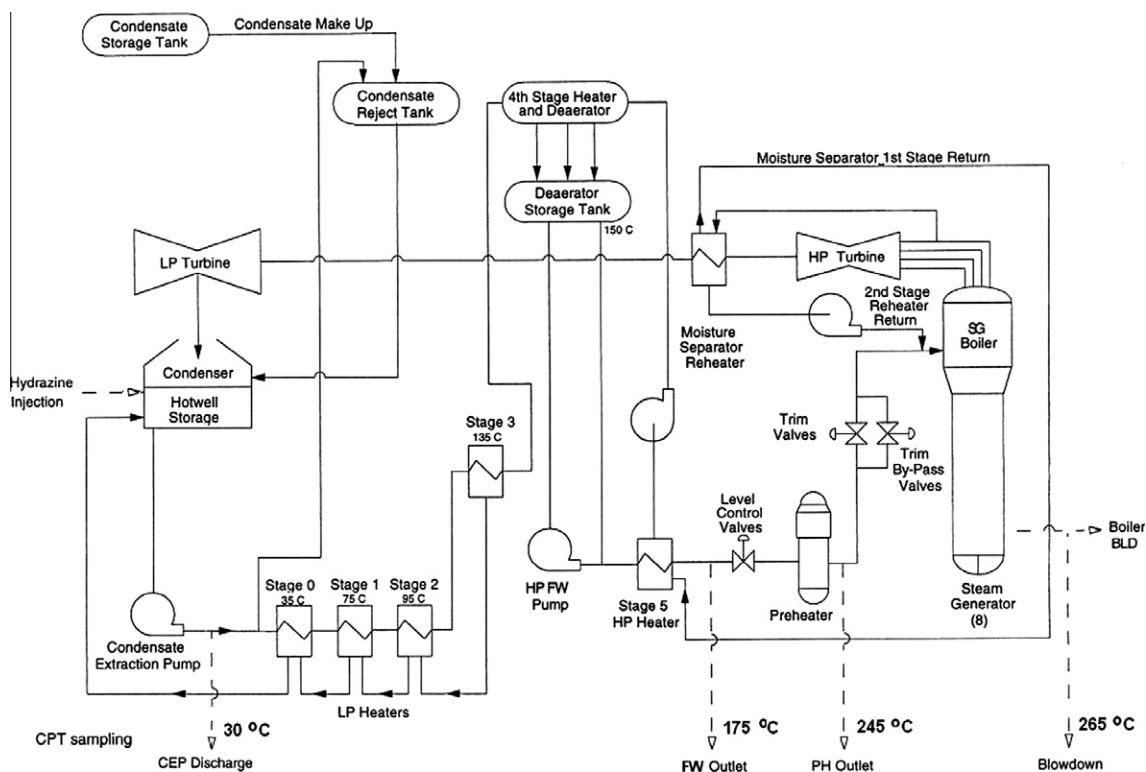 Condensate
Storage Tank
Condensate Make Up
Condensate
Reject Tank
4th Stage Heater
and Deaerator
Moisture Separator 1st Stage Return
Deaerator
Storage Tank
150 C
LP Turbine
HP Turbine
2nd Stage
Reheater
Return
SG
Boiler
Moisture
Separator
Reheater
Condenser
Hydrazine
Injection
Hotwell
Storage
Stage 3
135 C
Trim
Valves
Trim
By-Pass
Valves
Level
Control
Valves
Boiler
BLD
HP FW
Pump
Stage 5
HP Heater
Preheater
Steam
Generator
(8)
Stage 0
35 C
Stage 1
75 C
Stage 2
95 C
Condensate
Extraction Pump
LP Heaters
CPT sampling
30 °C
175 °C
245 °C
265 °C
CEP Discharge
FW Outlet
PH Outlet
Blowdown